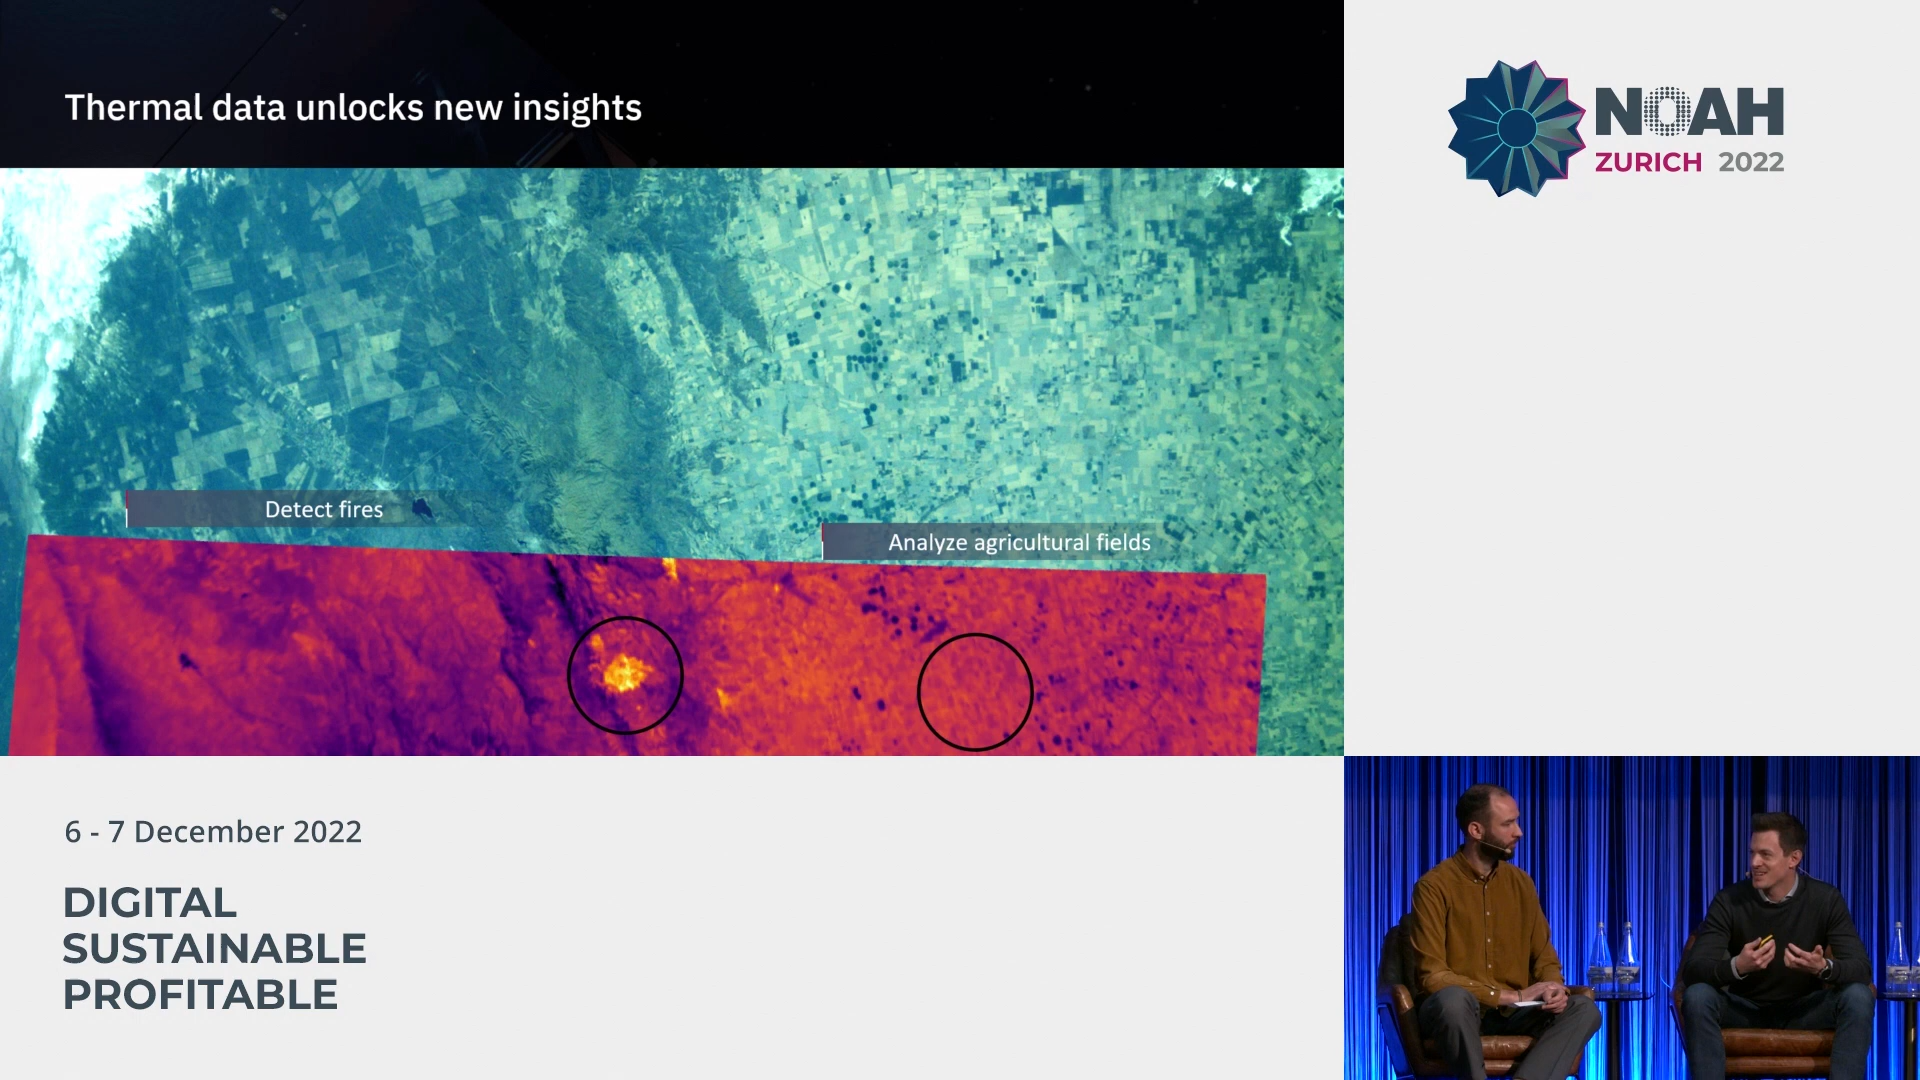 Thermal data unlocks new insights
NOAH
ZURICH 2022
Detect fires
Analyze agricultural fields
6 - 7 December 2022
DIGITAL
SUSTAINABLE
PROFITABLE